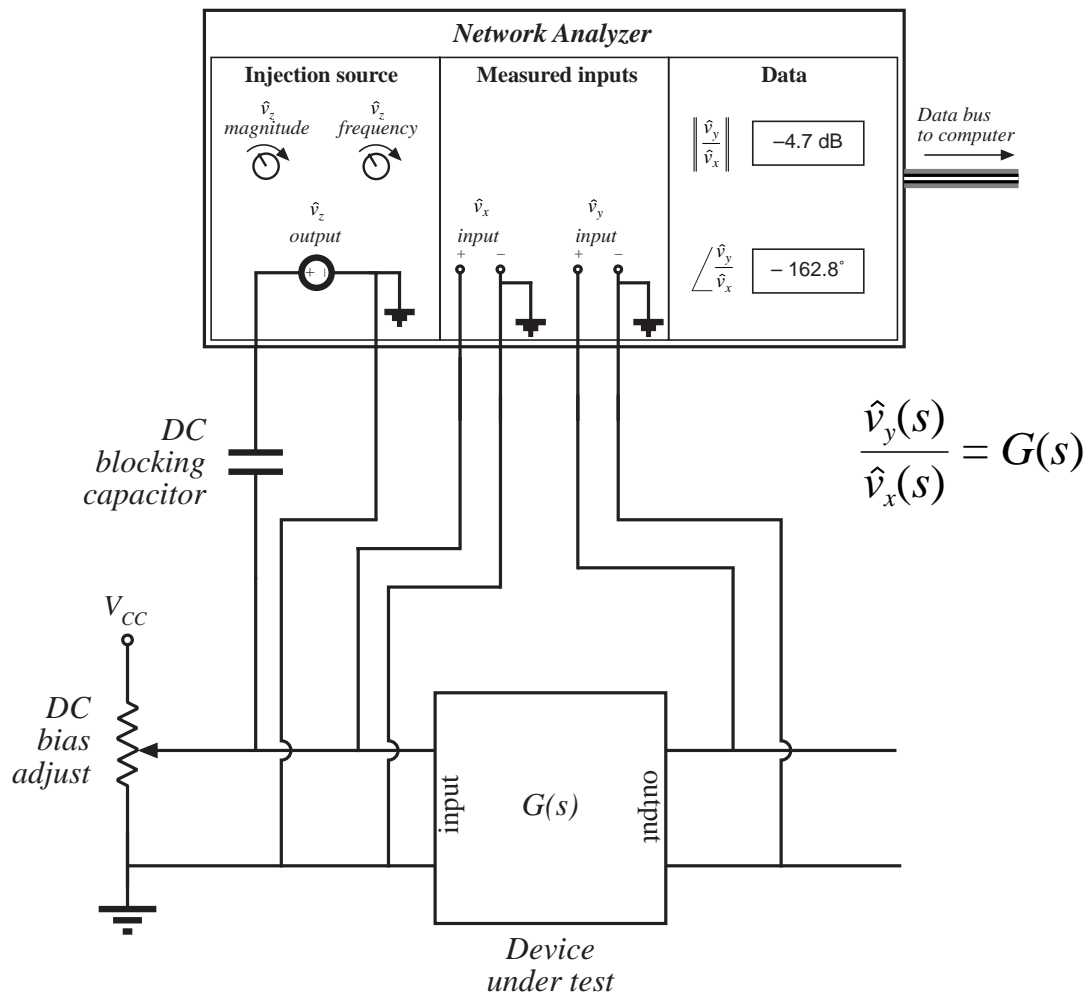 Network Analyzer
Injection source
Measured inputs
Data
v̂z
magnitude
v̂z
frequency
v̂z
output
+ −
v̂x
input
+ −
v̂y
input
+ −
‖ v̂y / v̂x ‖
–4.7 dB
∠ v̂y / v̂x
– 162.8˚
Data bus
to computer
DC
blocking
capacitor
v̂y(s) / v̂x(s) = G(s)
VCC
DC
bias
adjust
input
G(s)
output
Device
under test